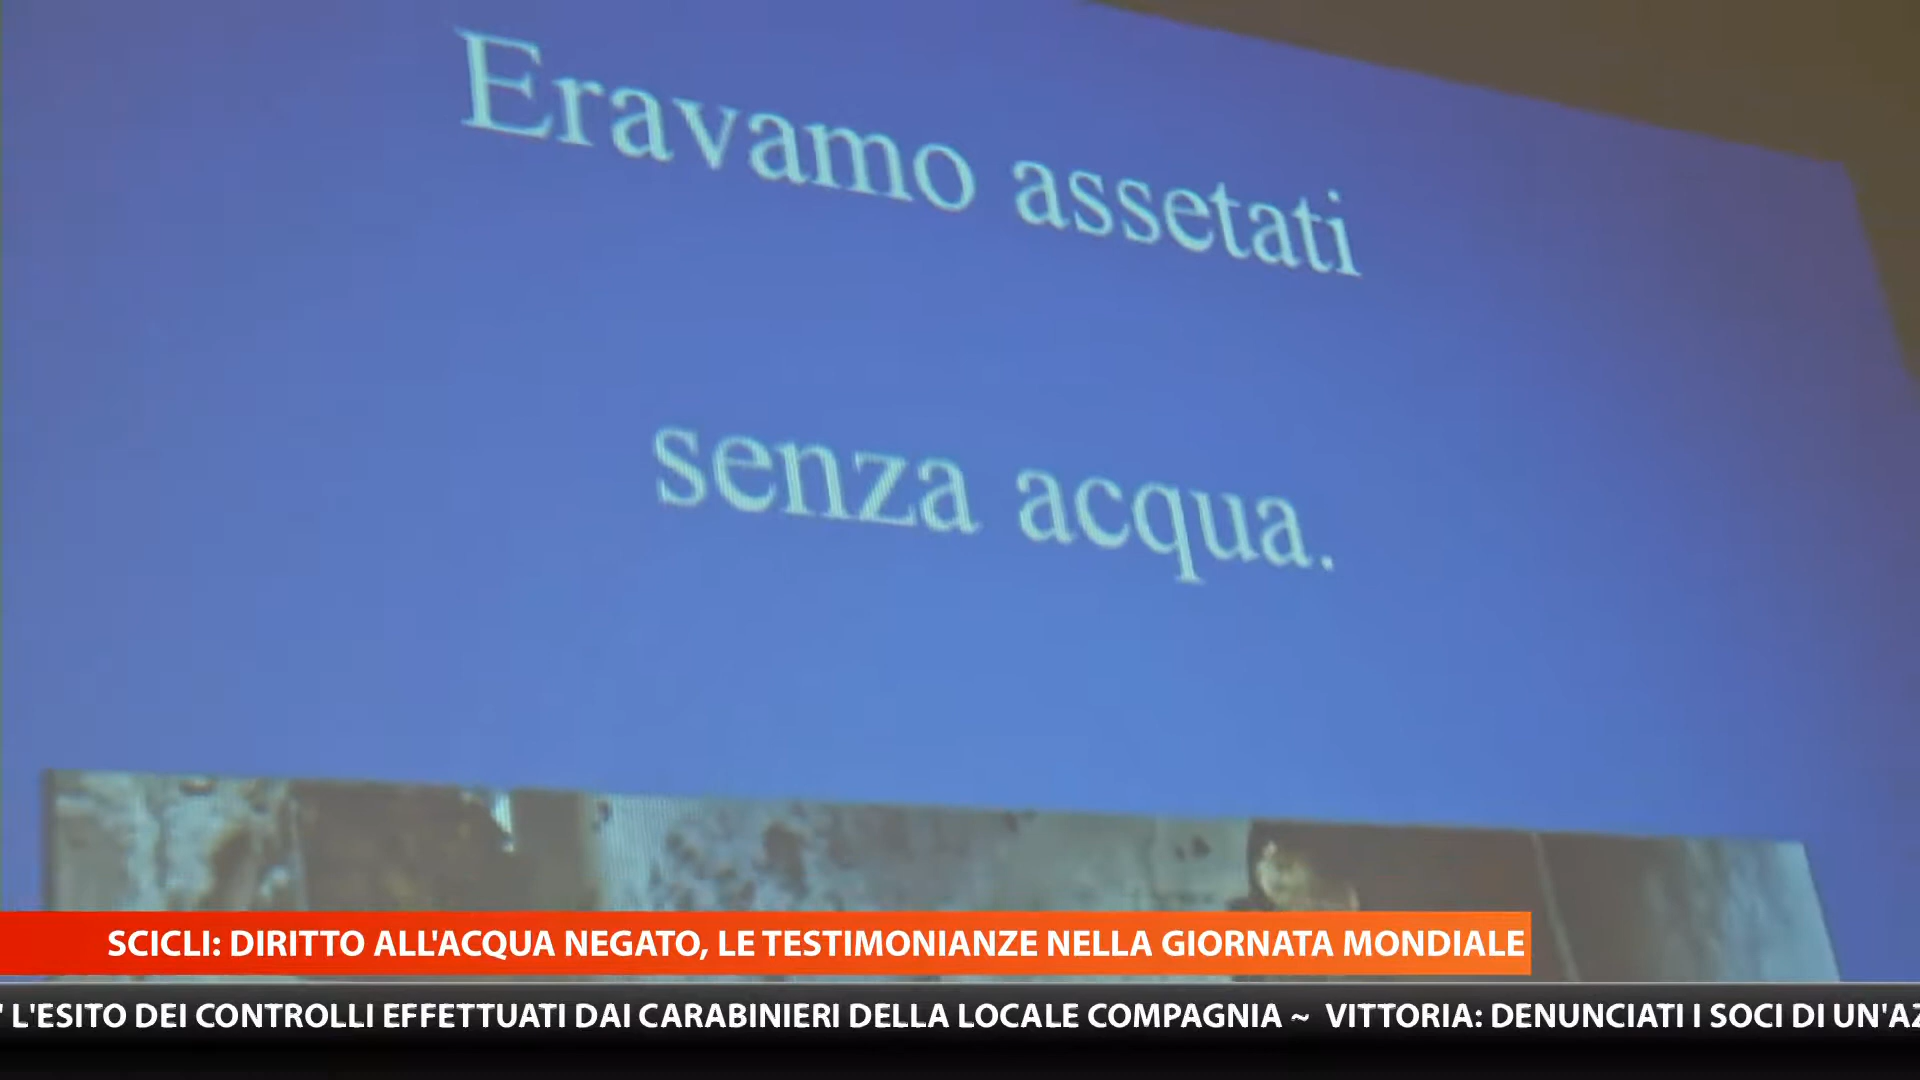 Eravamo assetati
senza acqua.
SCICLI: DIRITTO ALL'ACQUA NEGATO, LE TESTIMONIANZE NELLA GIORNATA MONDIALE
' L'ESITO DEI CONTROLLI EFFETTUATI DAI CARABINIERI DELLA LOCALE COMPAGNIA ~ VITTORIA: DENUNCIATI I SOCI DI UN'AZ